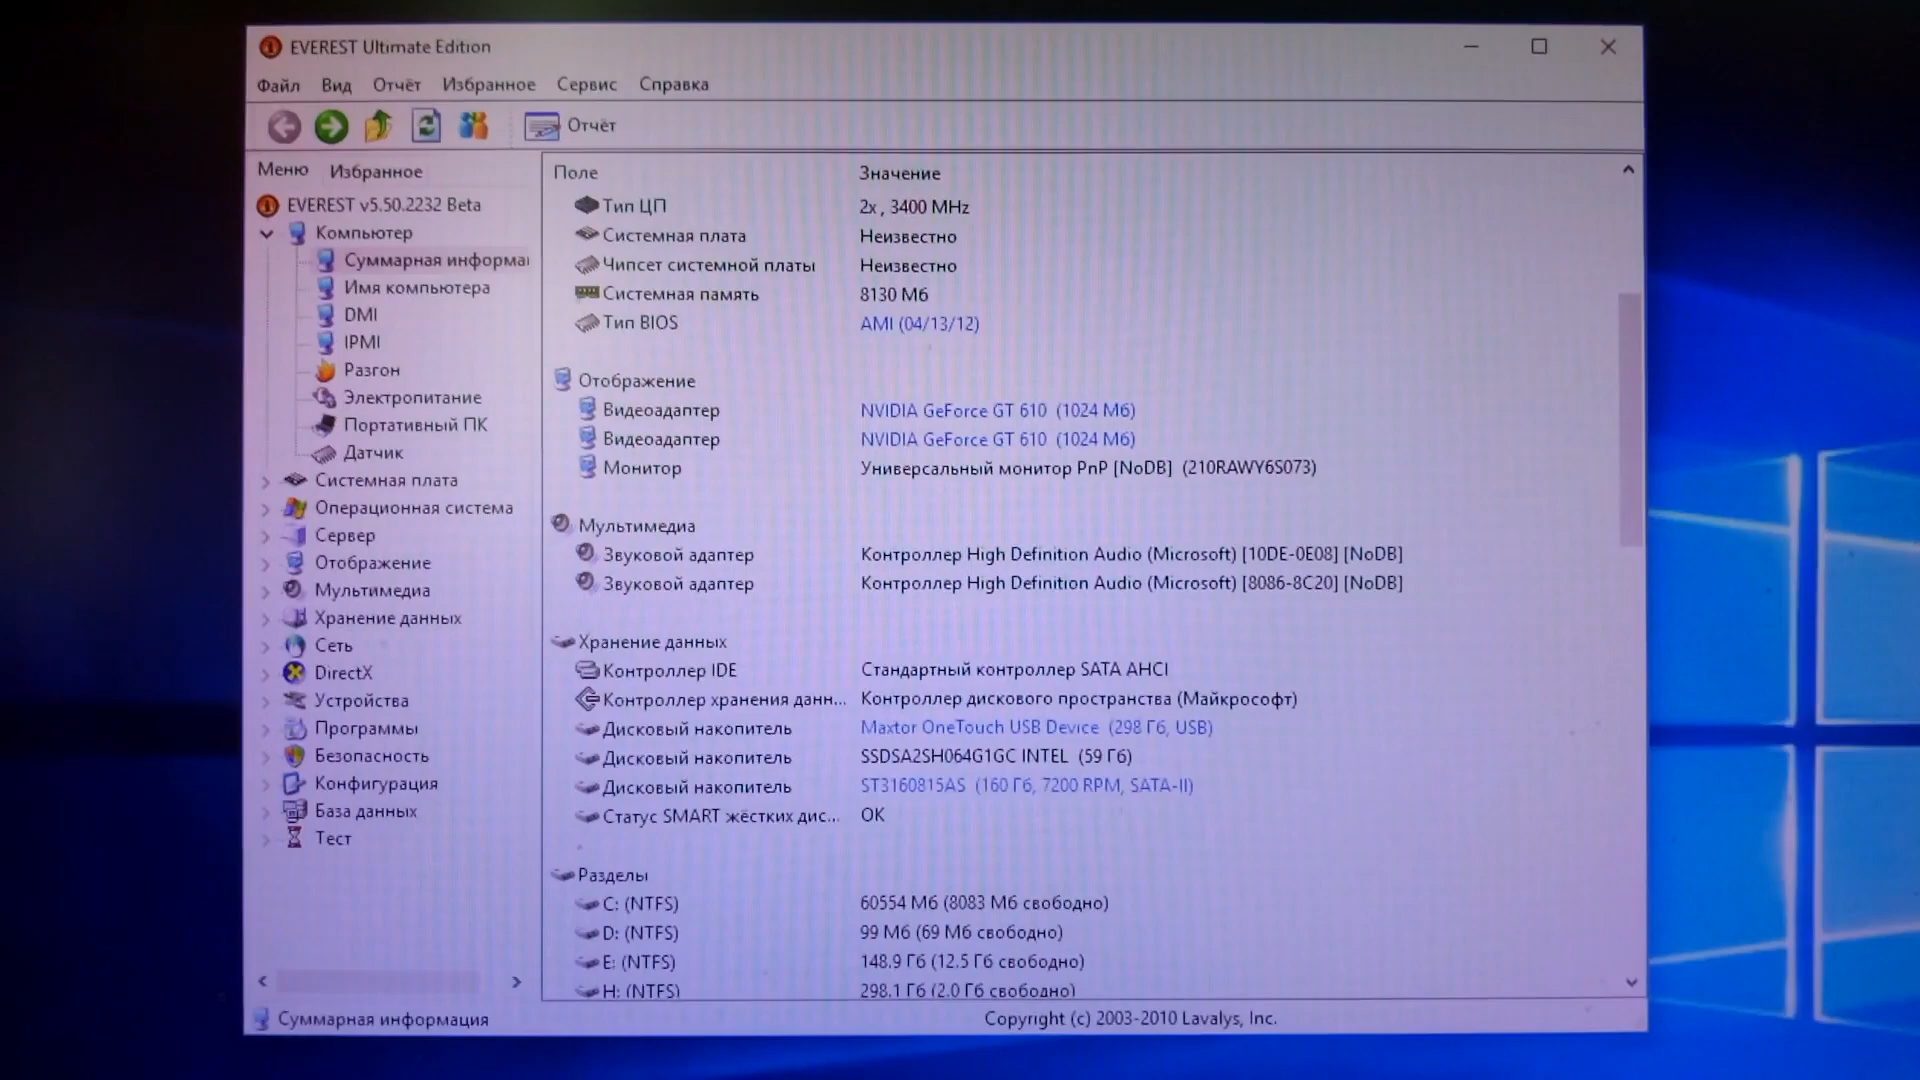 EVEREST Ultimate Edition
Файл Вид Отчёт Избранное Сервис Справка
Отчёт
Меню Избранное
EVEREST v5.50.2232 Beta
Компьютер
Суммарная информа
Имя компьютера
DMI
IPMI
Разгон
Электропитание
Портативный ПК
Датчик
Системная плата
Операционная система
Сервер
Отображение
Мультимедиа
Хранение данных
Сеть
DirectX
Устройства
Программы
Безопасность
Конфигурация
База данных
Тест
Поле Значение
Тип ЦП 2x , 3400 MHz
Системная плата Неизвестно
Чипсет системной платы Неизвестно
Системная память 8130 Мб
Тип BIOS AMI (04/13/12)
Отображение
Видеоадаптер NVIDIA GeForce GT 610 (1024 Мб)
Видеоадаптер NVIDIA GeForce GT 610 (1024 Мб)
Монитор Универсальный монитор PnP [NoDB] (210RAWY6S073)
Мультимедиа
Звуковой адаптер Контроллер High Definition Audio (Microsoft) [10DE-0E08] [NoDB]
Звуковой адаптер Контроллер High Definition Audio (Microsoft) [8086-8C20] [NoDB]
Хранение данных
Контроллер IDE Стандартный контроллер SATA AHCI
Контроллер хранения данн... Контроллер дискового пространства (Майкрософт)
Дисковый накопитель Maxtor OneTouch USB Device (298 Гб, USB)
Дисковый накопитель SSDSA2SH064G1GC INTEL (59 Гб)
Дисковый накопитель ST3160815AS (160 Гб, 7200 RPM, SATA-II)
Статус SMART жёстких дис... OK
Разделы
C: (NTFS) 60554 Мб (8083 Мб свободно)
D: (NTFS) 99 Мб (69 Мб свободно)
E: (NTFS) 148.9 Гб (12.5 Гб свободно)
H: (NTFS) 298.1 Гб (2.0 Гб свободно)
Суммарная информация Copyright (c) 2003-2010 Lavalys, Inc.